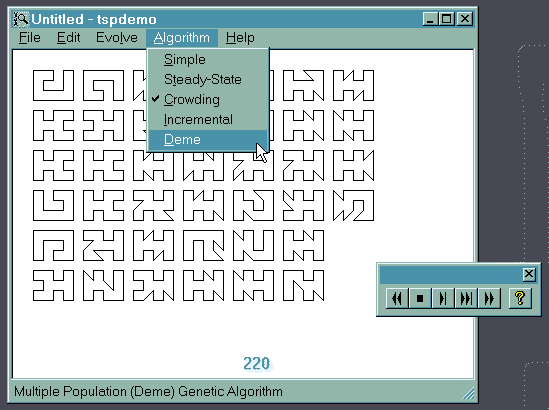 Untitled - tspdemo
File Edit Evolve Algorithm Help
Simple
Steady-State
Crowding
Incremental
Deme
220
Multiple Population (Deme) Genetic Algorithm
?